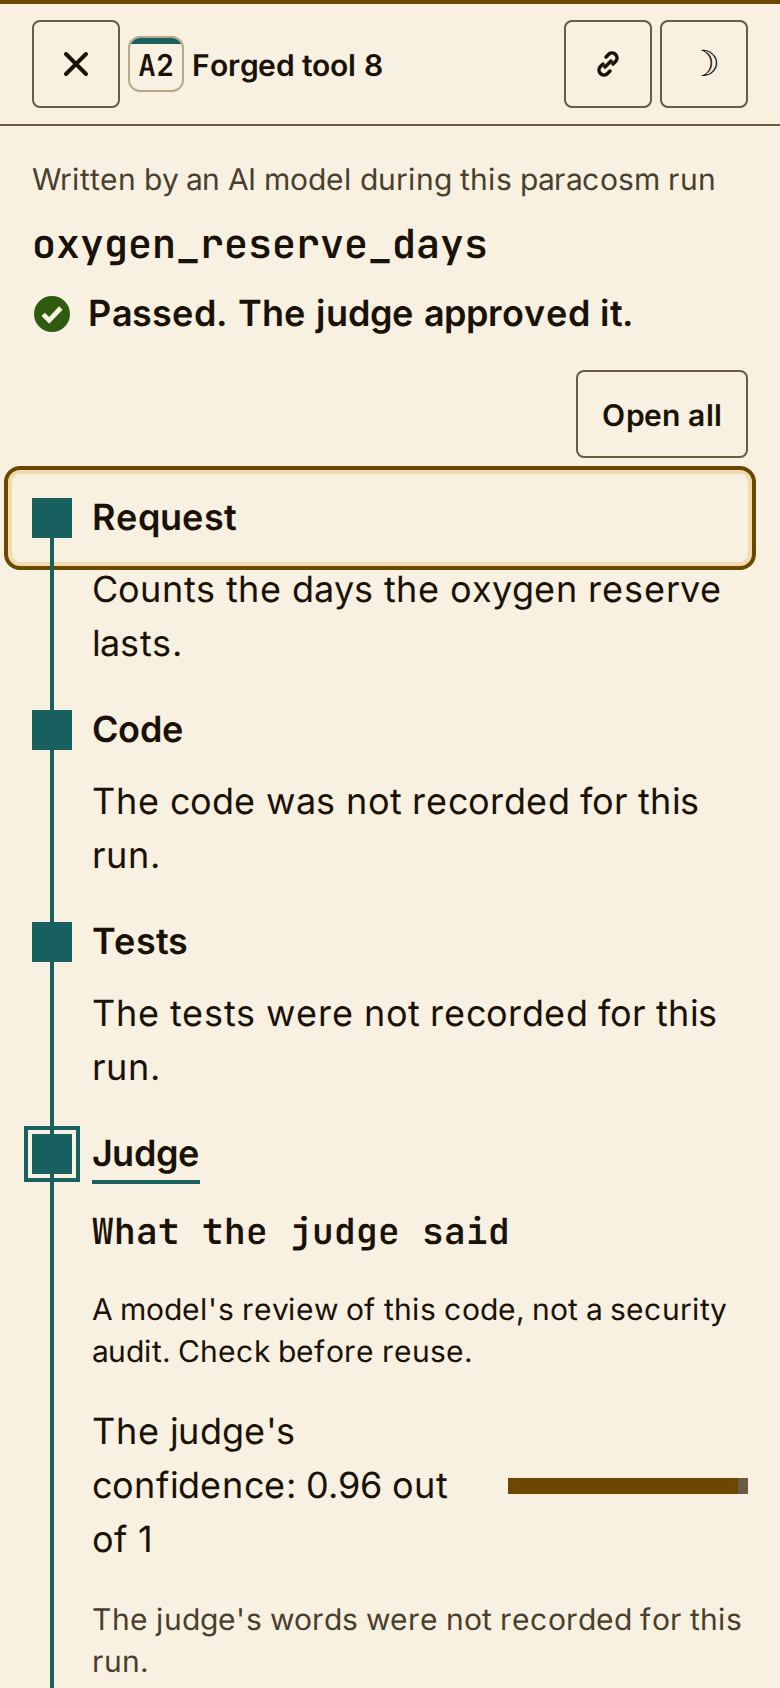 A2 Forged tool 8
Written by an AI model during this paracosm run
oxygen_reserve_days
Passed. The judge approved it.
Open all
Request
Counts the days the oxygen reserve
lasts.
Code
The code was not recorded for this
run.
Tests
The tests were not recorded for this
run.
Judge
What the judge said
A model's review of this code, not a security
audit. Check before reuse.
The judge's
confidence: 0.96 out
of 1
The judge's words were not recorded for this
run.